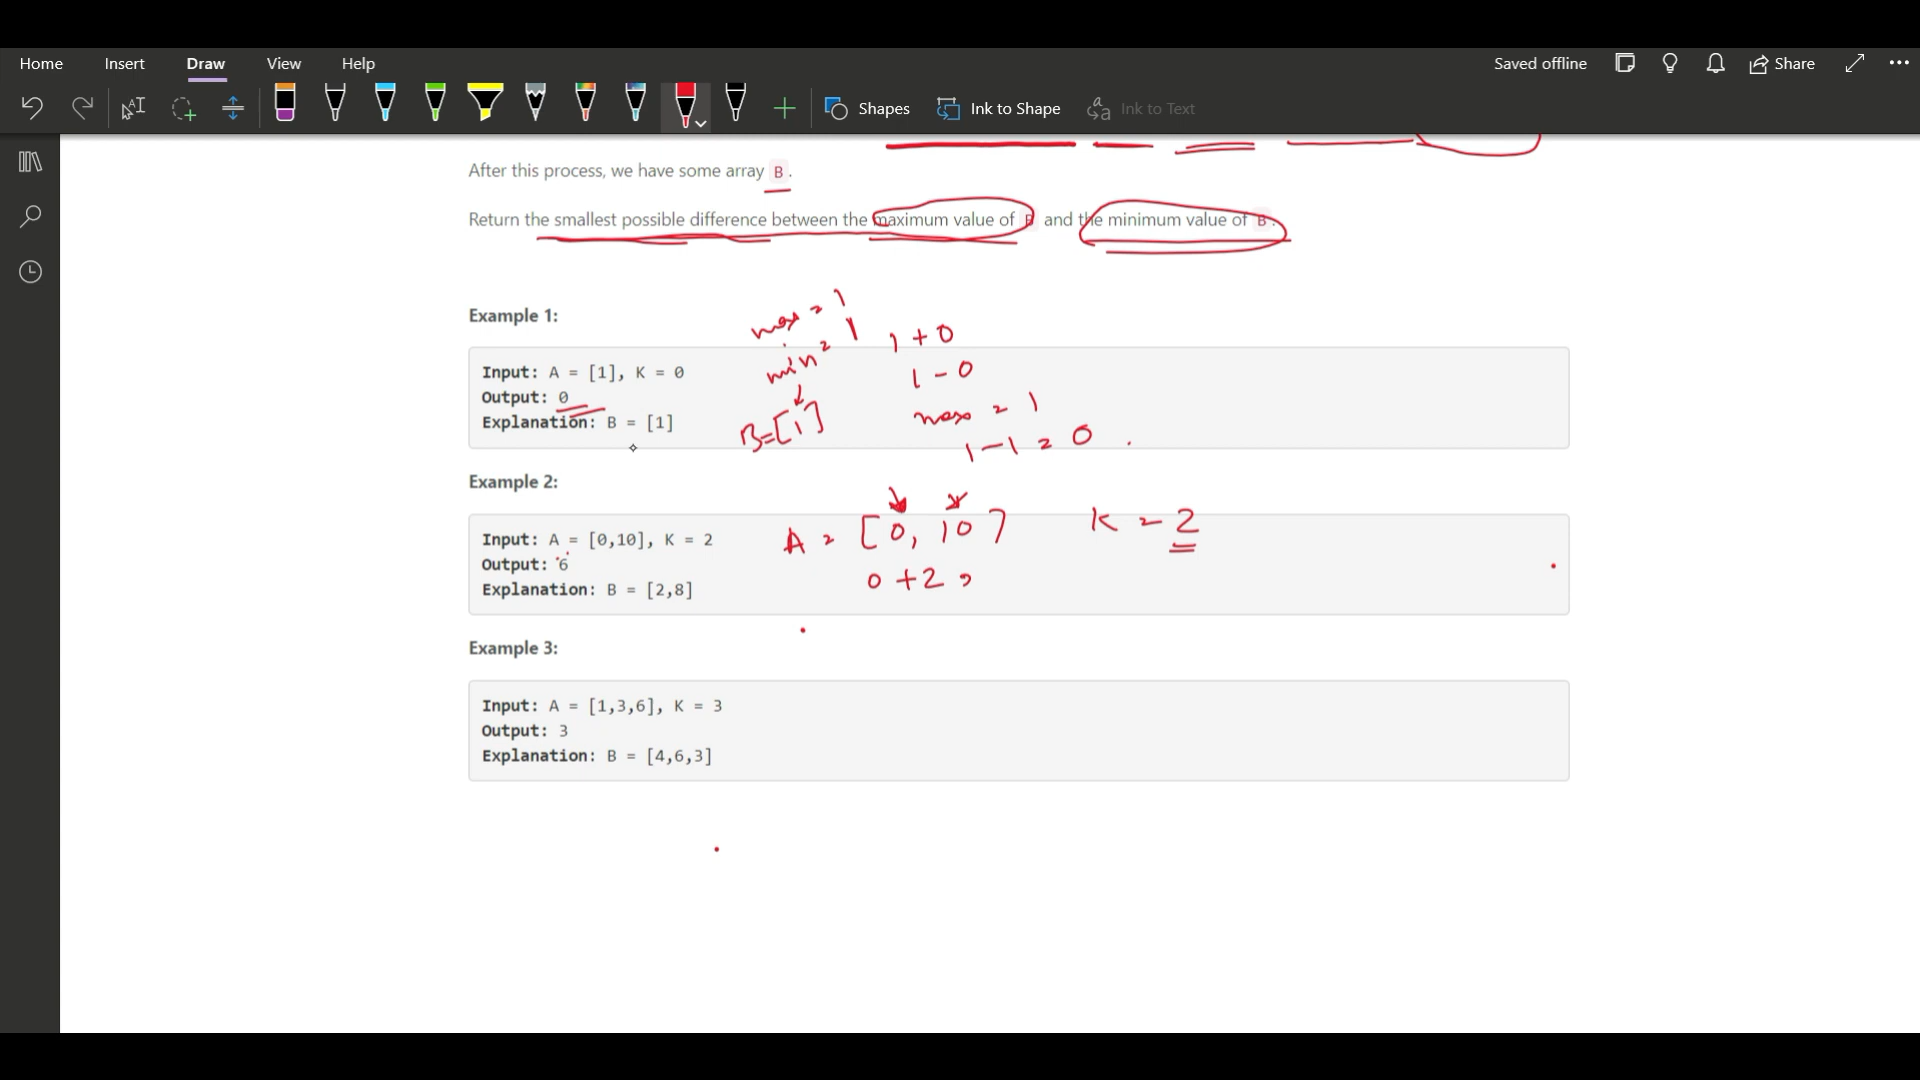 Home Insert Draw View Help Saved offline Share
Shapes Ink to Shape Ink to Text
After this process, we have some array B.
Return the smallest possible difference between the maximum value of B and the minimum value of B.
Example 1:
Input: A = [1], K = 0
Output: 0
Explanation: B = [1]
max = 1
min = 1
B=[1]
1 + 0
1 - 0
max = 1
1 - 1 = 0
Example 2:
Input: A = [0,10], K = 2
Output: 6
Explanation: B = [2,8]
A = [0, 10] K = 2
0 + 2 ,
Example 3:
Input: A = [1,3,6], K = 3
Output: 3
Explanation: B = [4,6,3]